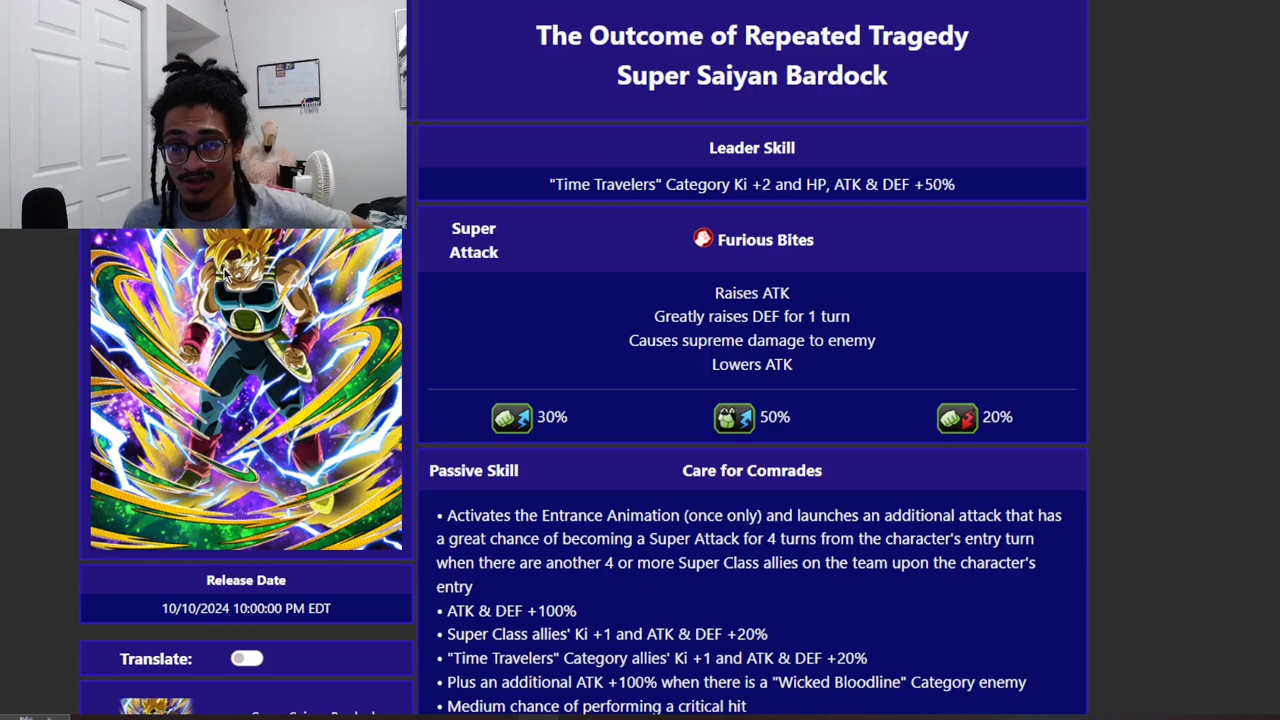 The Outcome of Repeated Tragedy
Super Saiyan Bardock
Leader Skill
"Time Travelers" Category Ki +2 and HP, ATK & DEF +50%
Super
Attack
Furious Bites
Raises ATK
Greatly raises DEF for 1 turn
Causes supreme damage to enemy
Lowers ATK
30%
50%
20%
Passive Skill
Care for Comrades
• Activates the Entrance Animation (once only) and launches an additional attack that has
a great chance of becoming a Super Attack for 4 turns from the character's entry turn
when there are another 4 or more Super Class allies on the team upon the character's
entry
• ATK & DEF +100%
• Super Class allies' Ki +1 and ATK & DEF +20%
• "Time Travelers" Category allies' Ki +1 and ATK & DEF +20%
• Plus an additional ATK +100% when there is a "Wicked Bloodline" Category enemy
• Medium chance of performing a critical hit
Release Date
10/10/2024 10:00:00 PM EDT
Translate: